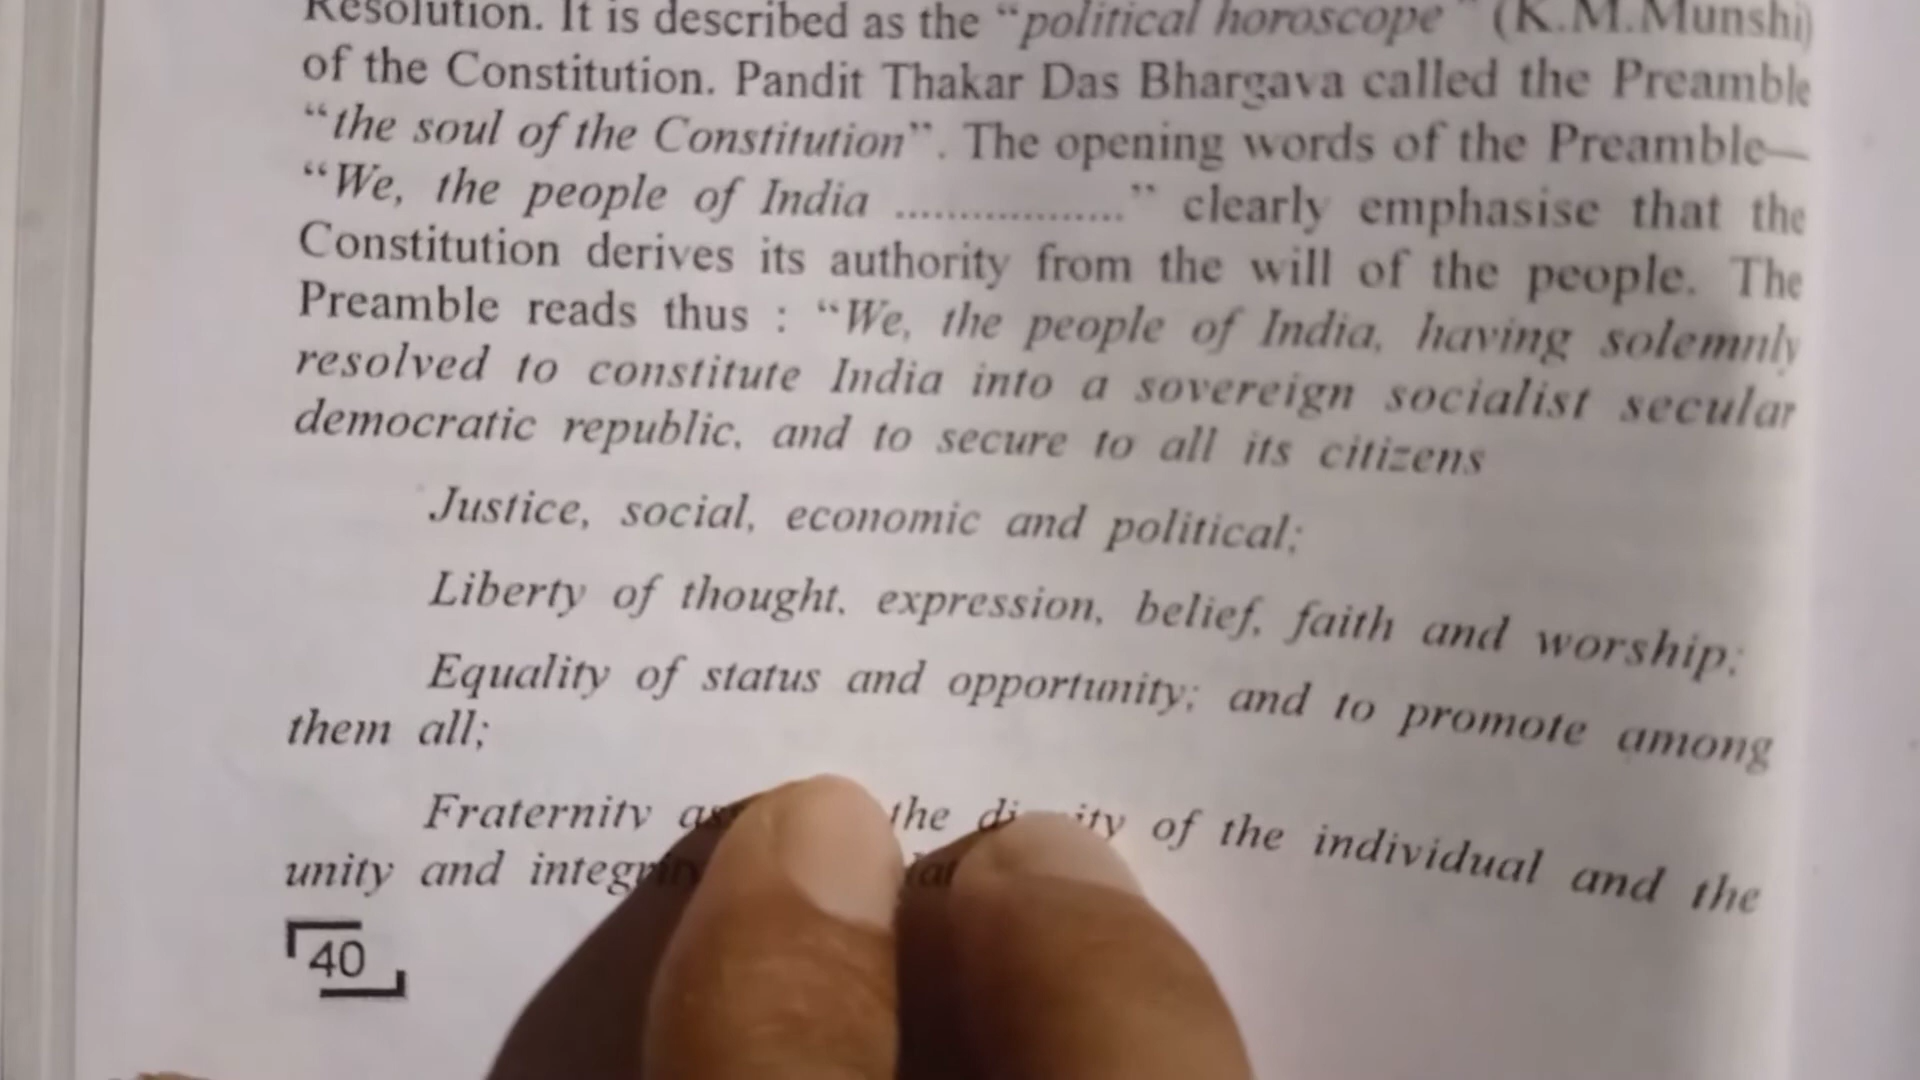 Resolution. It is described as the “political horoscope” (K.M.Munshi)
of the Constitution. Pandit Thakar Das Bhargava called the Preamble
“the soul of the Constitution”. The opening words of the Preamble—
“We, the people of India ..................” clearly emphasise that the
Constitution derives its authority from the will of the people. The
Preamble reads thus : “We, the people of India, having solemnly
resolved to constitute India into a sovereign socialist secular
democratic republic, and to secure to all its citizens
Justice, social, economic and political;
Liberty of thought, expression, belief, faith and worship;
Equality of status and opportunity; and to promote among
them all;
Fraternity the of the individual and the
unity and
40